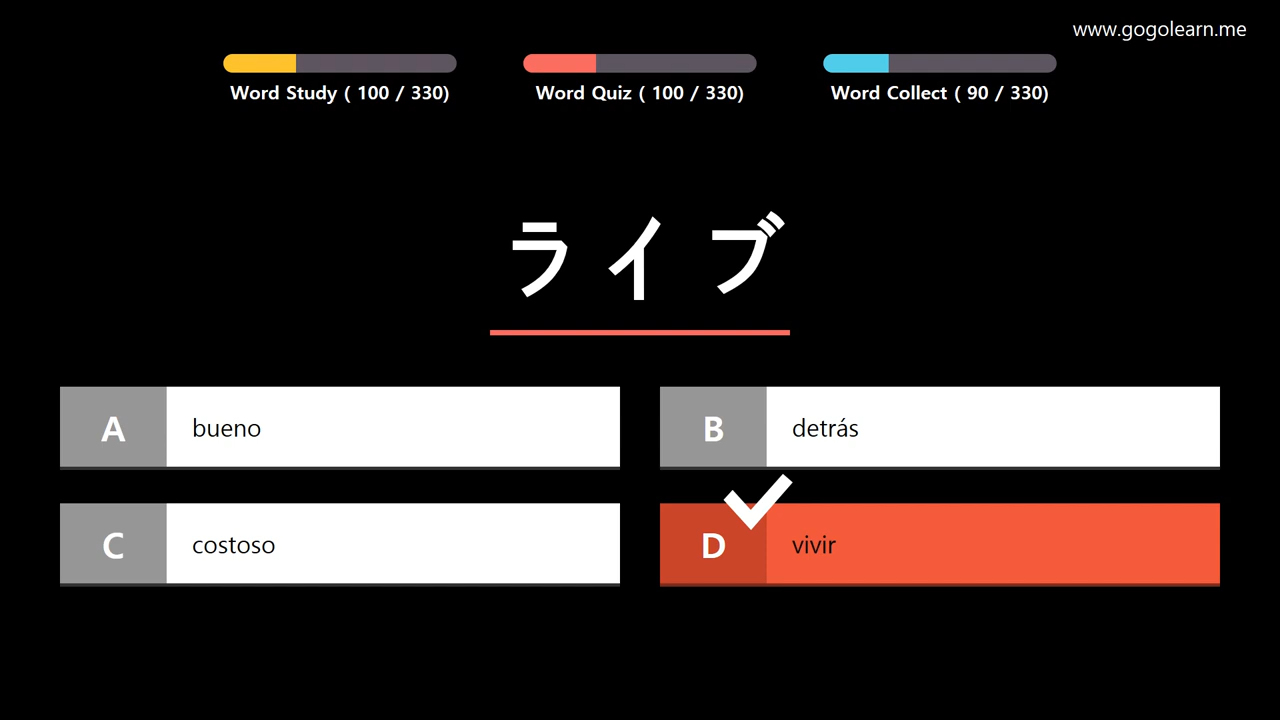 www.gogolearn.me
Word Study ( 100 / 330)
Word Quiz ( 100 / 330)
Word Collect ( 90 / 330)
ライブ
A bueno
B detrás
C costoso
D vivir